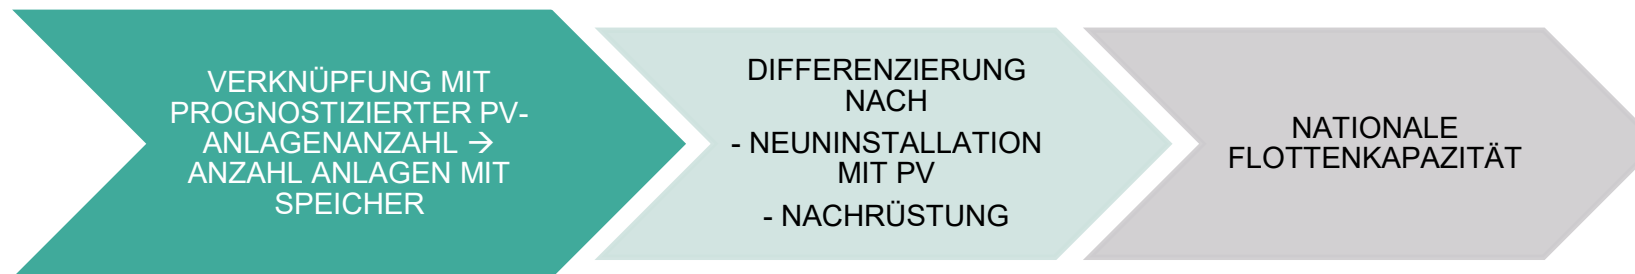 VERKNÜPFUNG MIT
PROGNOSTIZIERTER PV-
ANLAGENANZAHL →
ANZAHL ANLAGEN MIT
SPEICHER
DIFFERENZIERUNG
NACH
- NEUNINSTALLATION
MIT PV
- NACHRÜSTUNG
NATIONALE
FLOTTENKAPAZITÄT